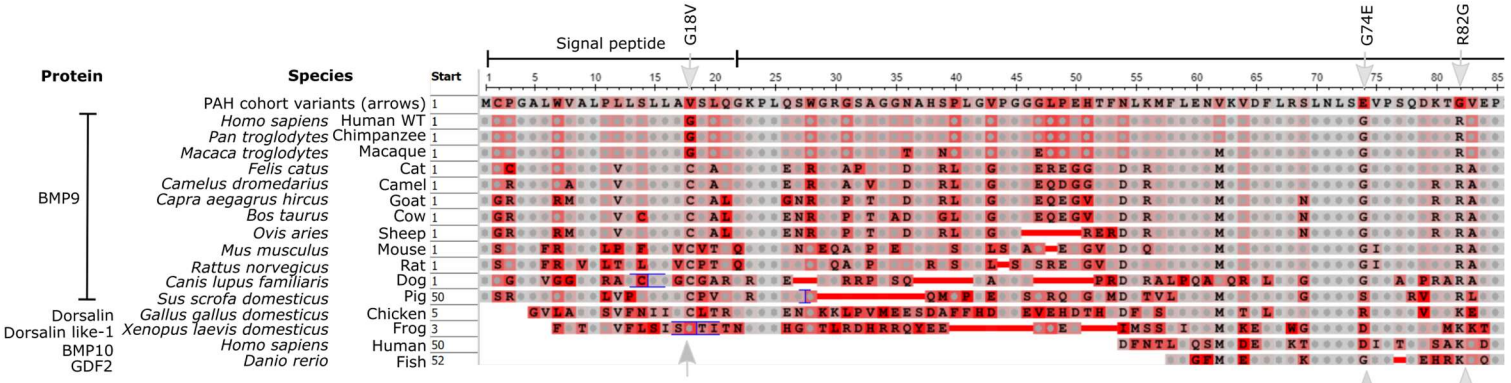 G18V G74E R82G
Signal peptide
Protein Species Start 1 5 10 15 20 25 30 35 40 45 50 55 60 65 70 75 80 85
PAH cohort variants (arrows) 1 MCPGALWVALPLLSLLAVSLQGKPLQSWGRGSAGGNAHSPLGVPGGGLPEHTFNLKMFLENVKVDFLRSLNLSEVPSQDKTGVEP
Homo sapiens Human WT 1 G G R
Pan troglodytes Chimpanzee 1 G G R
Macaca troglodytes Macaque 1 G T N E M G R
Felis catus Cat 1 C V C A E R A P D R L G E R E G G D R M G R A
Camelus dromedarius Camel 1 R A V C A E R A V D R L G E Q D G G D R G R R A
BMP9 Capra aegagrus hircus Goat 1 G R R M V C A L G N R P T D R L G E Q E G V D R N G R A
Bos taurus Cow 1 G R V C C A L E N R P T A D G L G E Q E G V D R M G R A
Ovis aries Sheep 1 G R R M V C A L E N R P T D R L G R E R D R N G R A
Mus musculus Mouse 1 S F R L P F V C V T Q N E Q A P E S L S E G V D Q M G I R A
Rattus norvegicus Rat 1 S F R V L T L V C P T Q Q A P R S L S R E G V D M G I R A
Canis lupus familiaris Dog 1 G V G G R A C G C G A R R E R R P S Q A P R D R A L P Q A Q R L G G A P R A R A
Sus scrofa domesticus Pig 50 S R L V P C P V R M P E S R Q G M D T V L M G S R V R L
Dorsalin Gallus gallus domesticus Chicken 5 G V L A S V F N I I C L T R E N K K L P V M E E S D A F F H D E V E H D T H D F S T M R L K E
Dorsalin like-1 Xenopus laevis domesticus Frog 3 F T V F L S I S T I T N H G T L R D H R R Q Y E E E I M S S I M K E W G D M K K T
BMP10 Homo sapiens Human 50 D F N T L Q S M D E K T D I T S A K D
GDF2 Danio rerio Fish 52 G F M E K G E H R K Q